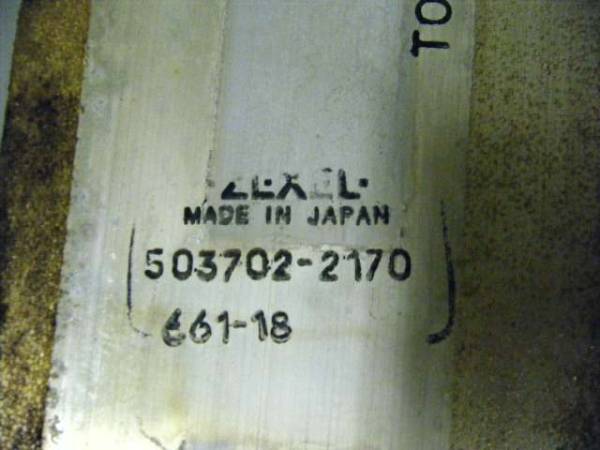 TO
ZEXEL
MADE IN JAPAN
503702-2170
661-18